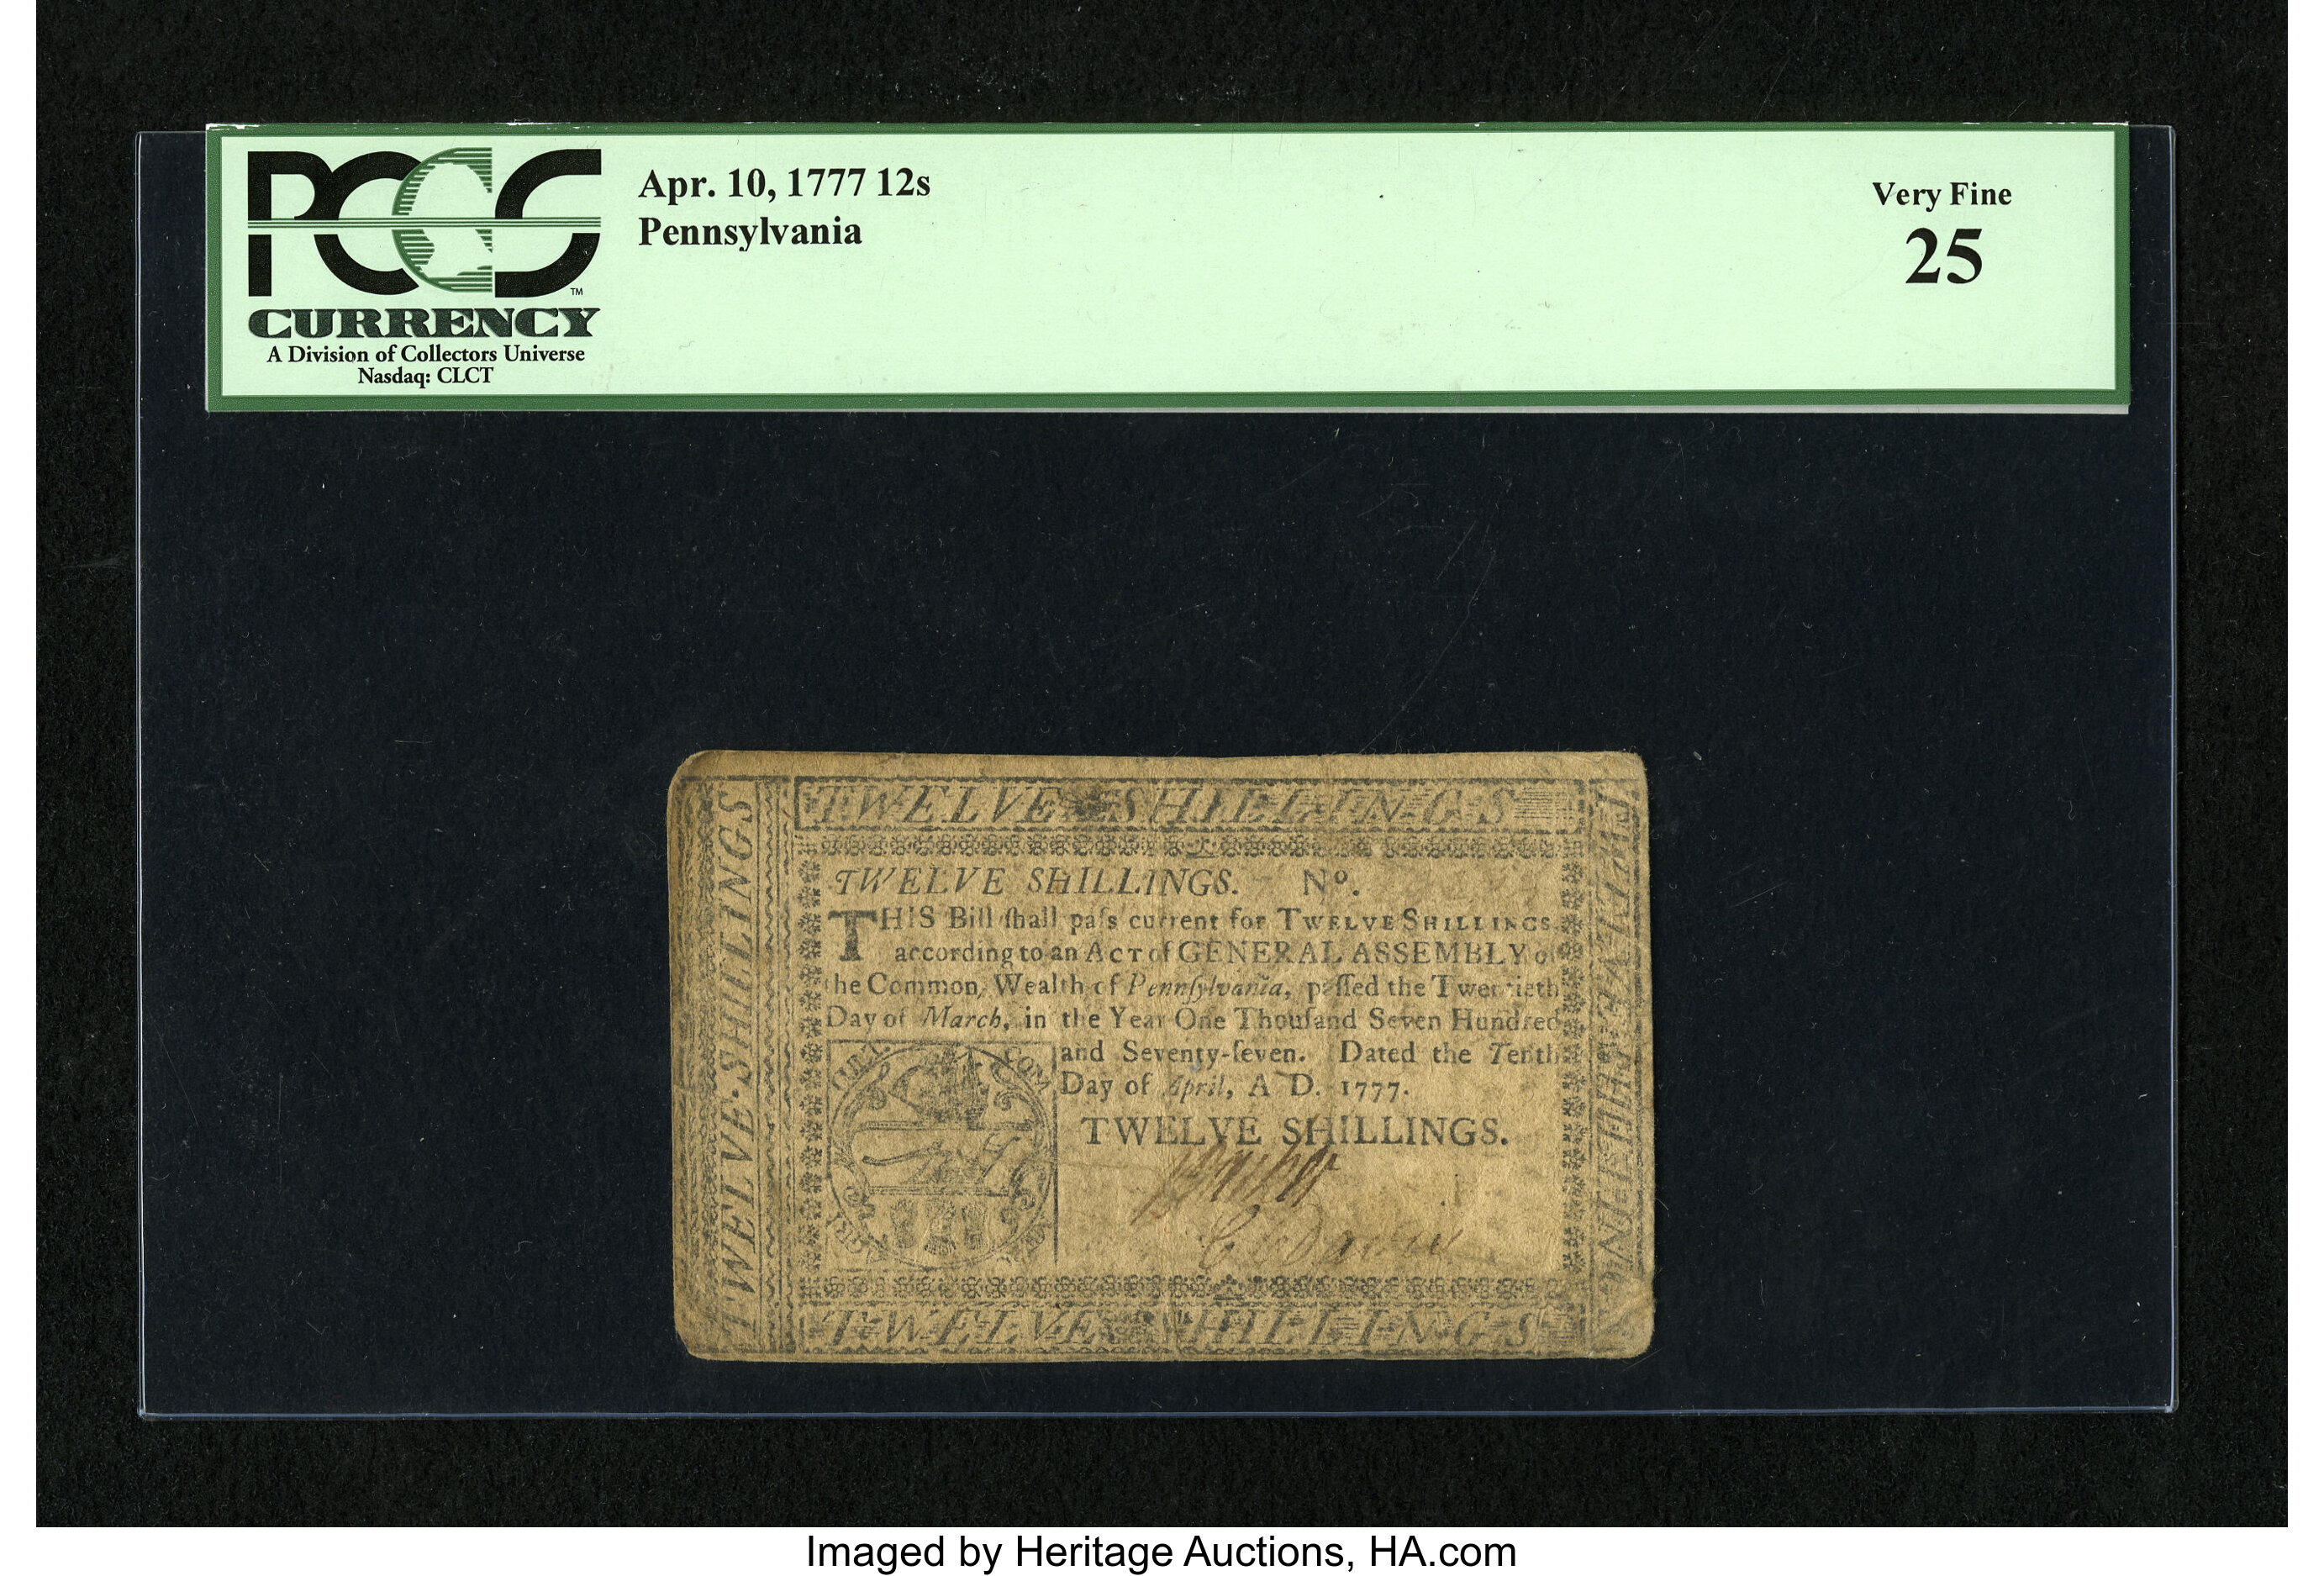 PCGS
CURRENCY
A Division of Collectors Universe
Nasdaq: CLCT
Apr. 10, 1777 12s
Pennsylvania
Very Fine
25
TWELVE SHILLINGS
TWELVE·SHILLINGS
TWELVE SHILLINGS
TWELVE SHILLINGS. No.
THIS Bill ſhall paſs current for TWELVE SHILLINGS,
according to an ACT of GENERAL ASSEMBLY of
the Common Wealth of Pennſylvania, paſſed the Twentieth
Day of March, in the Year One Thouſand Seven Hundred
and Seventy-ſeven. Dated the Tenth
Day of April, A D. 1777.
TWELVE SHILLINGS.
TWELVE SHILLINGS
Imaged by Heritage Auctions, HA.com